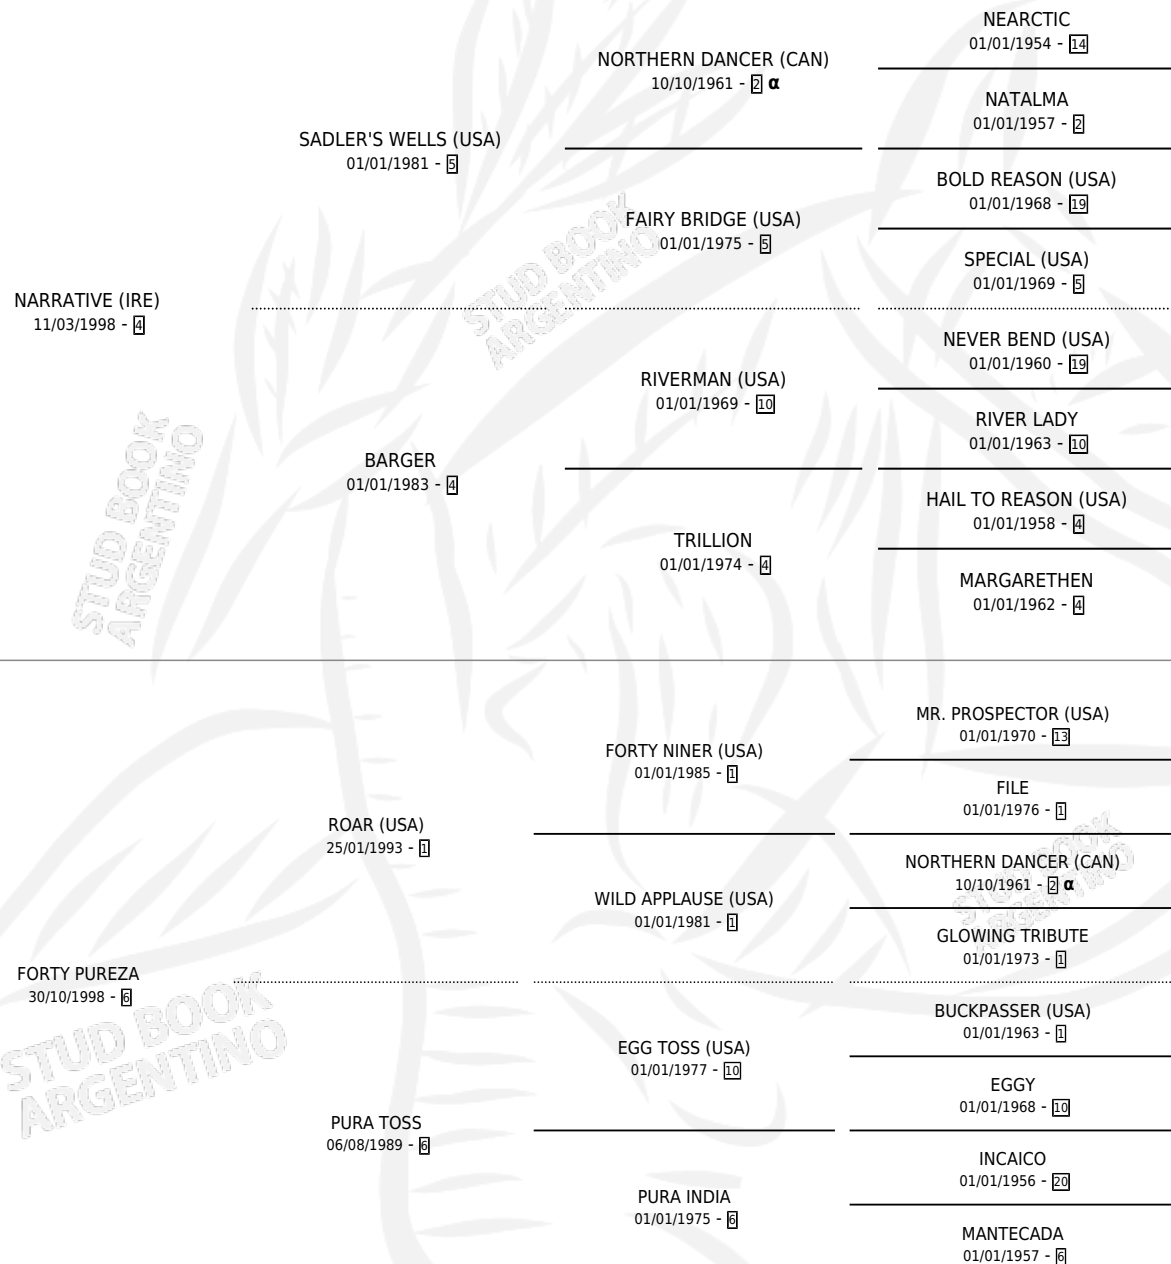 NEARCTIC
01/01/1954 - 14
NORTHERN DANCER (CAN)
10/10/1961 - 2 α
NATALMA
01/01/1957 - 2
SADLER'S WELLS (USA)
01/01/1981 - 5
BOLD REASON (USA)
01/01/1968 - 19
FAIRY BRIDGE (USA)
01/01/1975 - 5
SPECIAL (USA)
01/01/1969 - 5
NARRATIVE (IRE)
11/03/1998 - 4
NEVER BEND (USA)
01/01/1960 - 19
RIVERMAN (USA)
01/01/1969 - 10
RIVER LADY
01/01/1963 - 10
BARGER
01/01/1983 - 4
HAIL TO REASON (USA)
01/01/1958 - 4
TRILLION
01/01/1974 - 4
MARGARETHEN
01/01/1962 - 4
MR. PROSPECTOR (USA)
01/01/1970 - 13
FORTY NINER (USA)
01/01/1985 - 1
FILE
01/01/1976 - 1
ROAR (USA)
25/01/1993 - 1
NORTHERN DANCER (CAN)
10/10/1961 - 2 α
WILD APPLAUSE (USA)
01/01/1981 - 1
GLOWING TRIBUTE
01/01/1973 - 1
FORTY PUREZA
30/10/1998 - 6
BUCKPASSER (USA)
01/01/1963 - 1
EGG TOSS (USA)
01/01/1977 - 10
EGGY
01/01/1968 - 10
PURA TOSS
06/08/1989 - 6
INCAICO
01/01/1956 - 20
PURA INDIA
01/01/1975 - 6
MANTECADA
01/01/1957 - 6
STUD BOOK
ARGENTINO
STUD BOOK
ARGENTINO
STUD BOOK
ARGENTINO
STUD BOOK
ARGENTINO